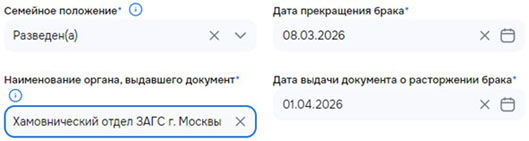 Семейное положение*
Дата прекращения брака*
Разведен(а)
08.03.2026
Наименование органа, выдавшего документ*
Дата выдачи документа о расторжении брака*
Хамовнический отдел ЗАГС г. Москвы
01.04.2026